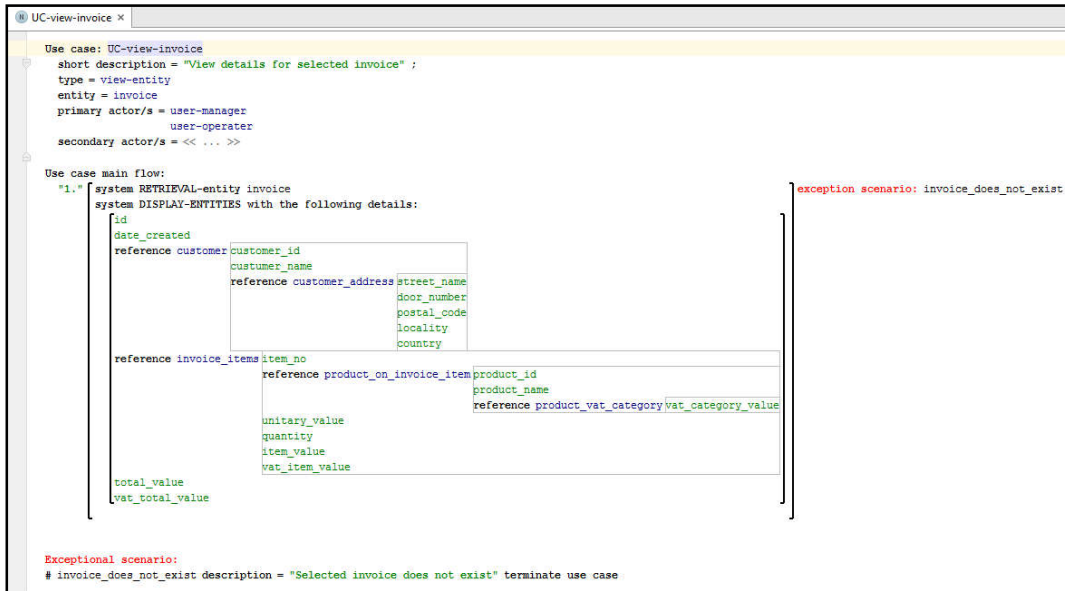 N UC-view-invoice ×
Use case: UC-view-invoice
short description = "View details for selected invoice" ;
type = view-entity
entity = invoice
primary actor/s = user-manager
user-operater
secondary actor/s = << ... >>
Use case main flow:
"1." system RETRIEVAL-entity invoice exception scenario: invoice_does_not_exist
system DISPLAY-ENTITIES with the following details:
id
date_created
reference customer customer_id
custumer_name
reference customer_address street_name
door_number
postal_code
locality
country
reference invoice_items item_no
reference product_on_invoice_item product_id
product_name
reference product_vat_category vat_category_value
unitary_value
quantity
item_value
vat_item_value
total_value
vat_total_value
Exceptional scenario:
# invoice_does_not_exist description = "Selected invoice does not exist" terminate use case